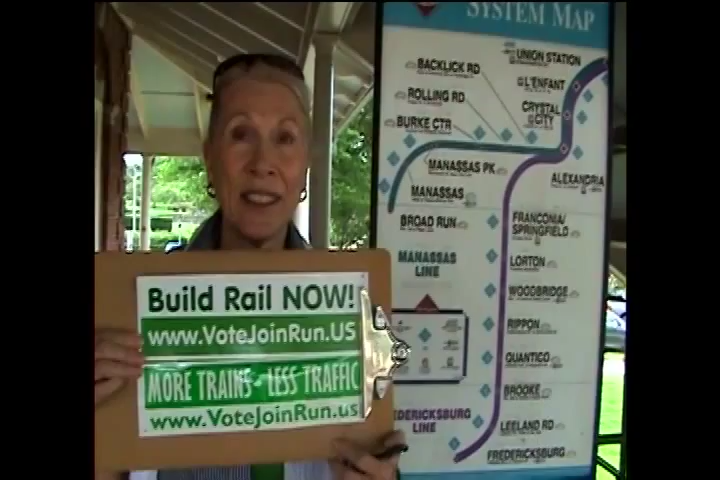 SYSTEM MAP
UNION STATION
L'ENFANT
CRYSTAL
CITY
BACKLICK RD
ROLLING RD
BURKE CTR
MANASSAS PK
MANASSAS
BROAD RUN
MANASSAS
LINE
ALEXANDRIA
FRANCONIA/
SPRINGFIELD
LORTON
WOODBRIDGE
RIPPON
QUANTICO
BROOKE
LEELAND RD
FREDERICKSBURG
EDERICKSBURG
LINE
Build Rail NOW!
www.VoteJoinRun.US
MORE TRAINS - LESS TRAFFIC
www.VoteJoinRun.us